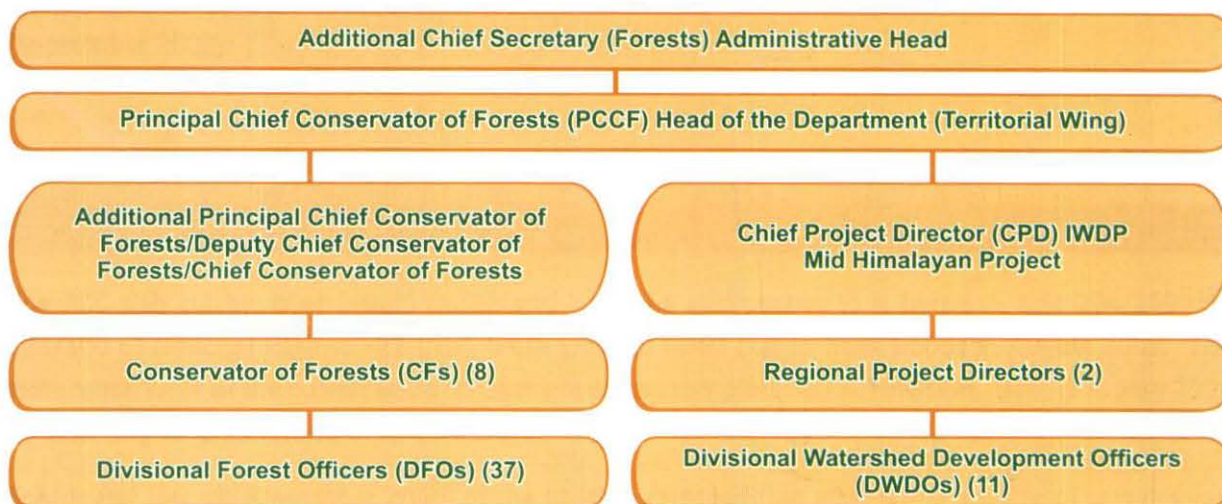 Additional Chief Secretary (Forests) Administrative Head
Principal Chief Conservator of Forests (PCCF) Head of the Department (Territorial Wing)
Additional Principal Chief Conservator of
Forests/Deputy Chief Conservator of
Forests/Chief Conservator of Forests
Chief Project Director (CPD) IWDP
Mid Himalayan Project
Conservator of Forests (CFs) (8)
Regional Project Directors (2)
Divisional Forest Officers (DFOs) (37)
Divisional Watershed Development Officers
(DWDOs) (11)